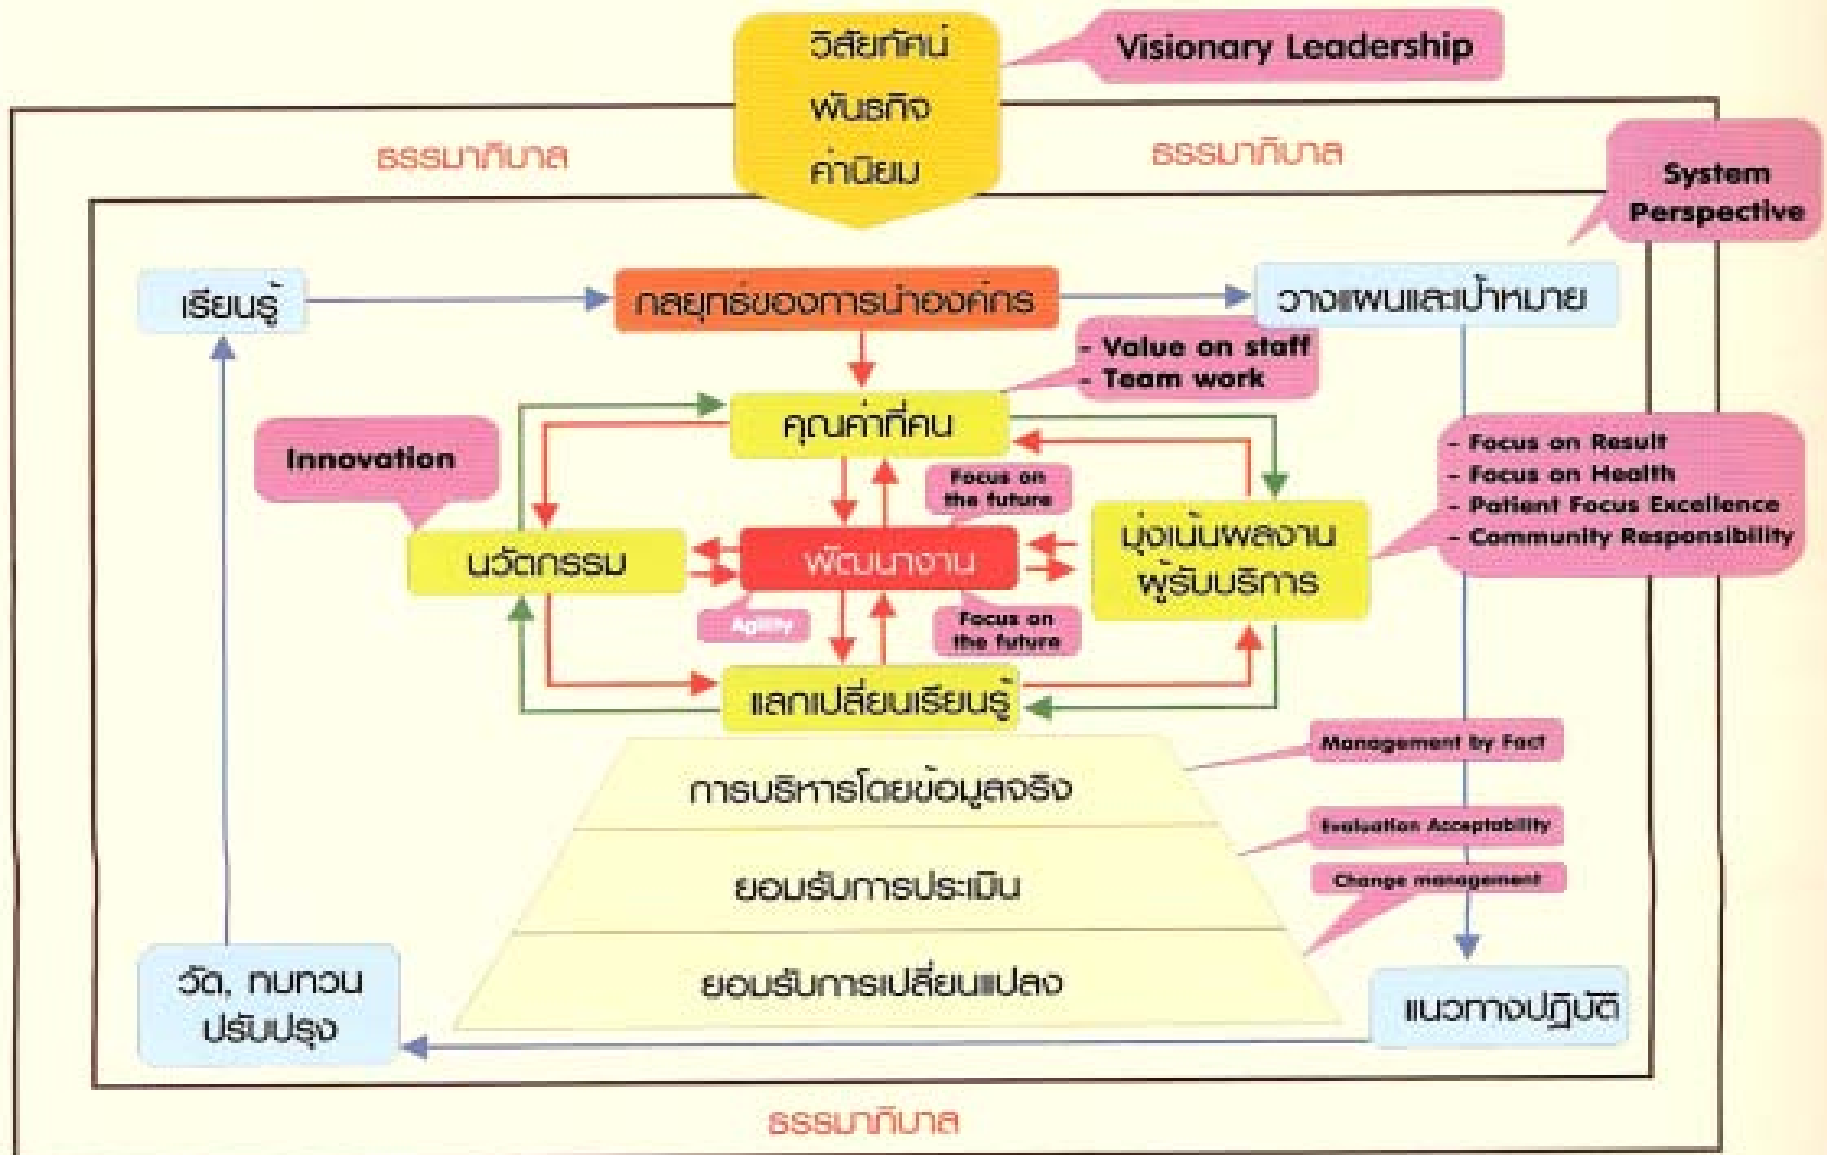 วิสัยทัศน์
พันธกิจ
ค่านิยม
Visionary Leadership
ธรรมาภิบาล
ธรรมาภิบาล
System
Perspective
เรียนรู้
กลยุทธ์ของการนำองค์กร
วางแผนและเป้าหมาย
- Value on staff
- Team work
คุณค่าที่คน
Innovation
Focus on
the future
- Focus on Result
- Focus on Health
- Patient Focus Excellence
- Community Responsibility
นวัตกรรม
พัฒนางาน
มุ่งเน้นผลงาน
ผู้รับบริการ
Agility
Focus on
the future
แลกเปลี่ยนเรียนรู้
Management by Fact
การบริหารโดยข้อมูลจริง
Evaluation Acceptability
ยอมรับการประเมิน
Change management
วัด, ทบทวน
ปรับปรุง
ยอมรับการเปลี่ยนแปลง
แนวทางปฏิบัติ
ธรรมาภิบาล